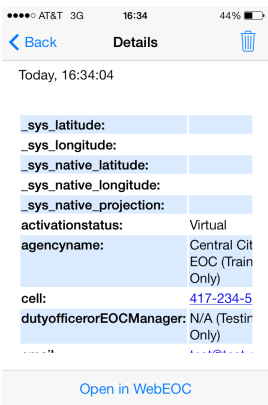 AT&T 3G 16:34 44%
Back Details
Today, 16:34:04
_sys_latitude:
_sys_longitude:
_sys_native_latitude:
_sys_native_longitude:
_sys_native_projection:
activationstatus: Virtual
agencyname: Central Cit
EOC (Train
Only)
cell: 417-234-5
dutyofficerorEOCManager: N/A (Testin
Only)
Open in WebEOC